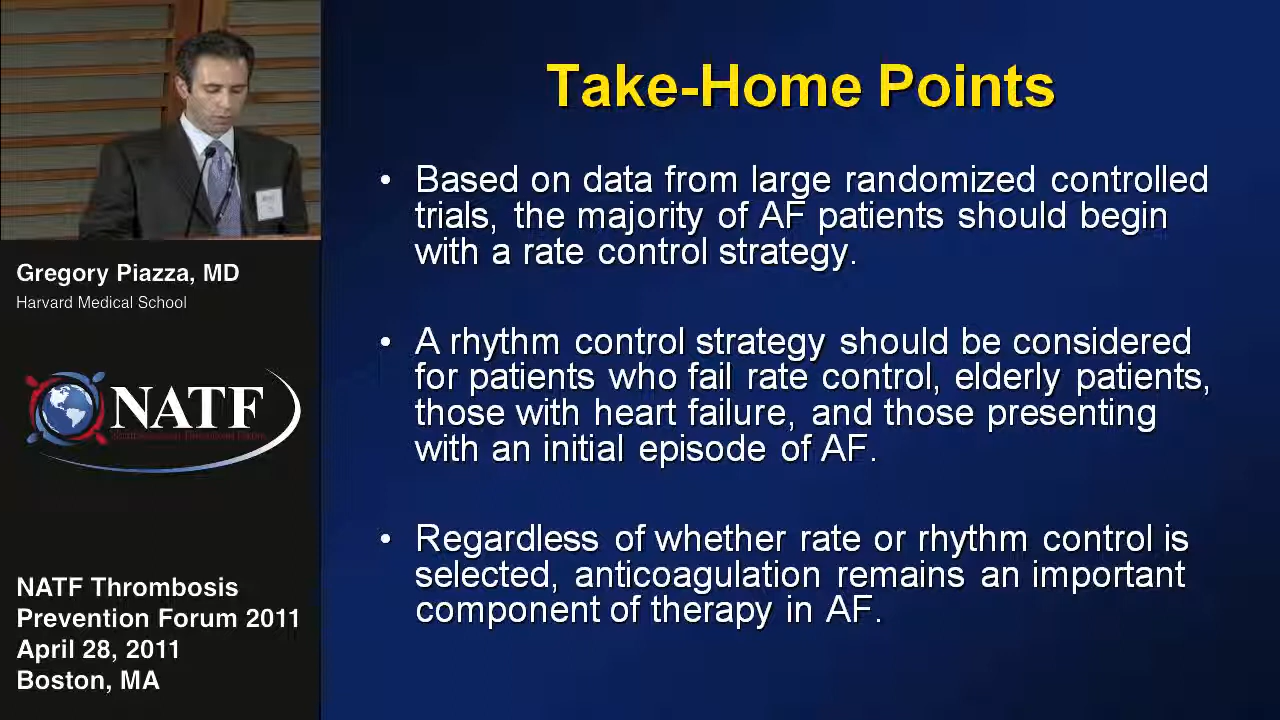 Take-Home Points
• Based on data from large randomized controlled
trials, the majority of AF patients should begin
with a rate control strategy.
• A rhythm control strategy should be considered
for patients who fail rate control, elderly patients,
those with heart failure, and those presenting
with an initial episode of AF.
• Regardless of whether rate or rhythm control is
selected, anticoagulation remains an important
component of therapy in AF.
Gregory Piazza, MD
Harvard Medical School
NATF
NATF Thrombosis
Prevention Forum 2011
April 28, 2011
Boston, MA